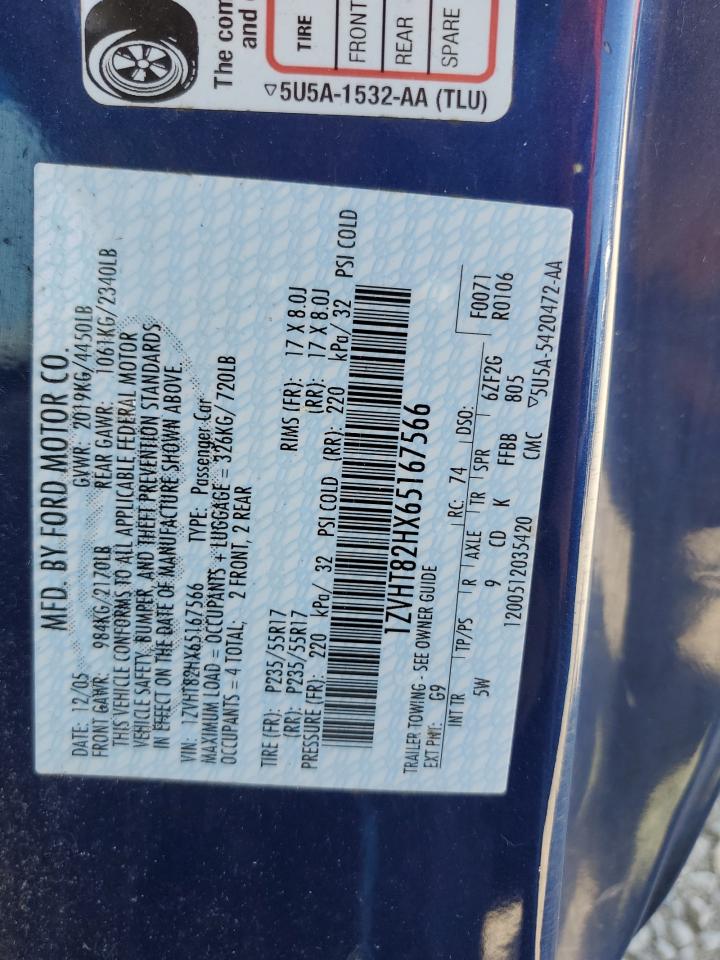 The com
and
TIRE
FRONT
REAR
SPARE
▽5U5A-1532-AA (TLU)
MFD. BY FORD MOTOR CO.
DATE: 12/05 GVWR: 2019KG/4450LB
FRONT GAWR: 984KG/2170LB REAR GAWR: 1061KG/2340LB
THIS VEHICLE CONFORMS TO ALL APPLICABLE FEDERAL MOTOR
VEHICLE SAFETY, BUMPER, AND THEFT PREVENTION STANDARDS
IN EFFECT ON THE DATE OF MANUFACTURE SHOWN ABOVE.
VIN: 1ZVHT82HX65167566 TYPE: Passenger Car
MAXIMUM LOAD = OCCUPANTS + LUGGAGE = 326KG/720LB
OCCUPANTS = 4 TOTAL; 2 FRONT, 2 REAR
TIRE (FR): P235/55R17 RIMS (FR): 17 X 8.0J
(RR): P235/55R17 (RR): 17 X 8.0J
PRESSURE (FR): 220 kPa/ 32 PSI COLD (RR): 220 kPa/ 32 PSI COLD
1ZVHT82HX65167566
TRAILER TOWING - SEE OWNER GUIDE
EXT PNT: G9 RC: 74 DSO: F0071
INT TR TP/PS R AXLE TR SPR R0106
5W 9 CD K FFBB 6ZF2G
805
1200512035420 CMC ▽5U5A-5420472-AA